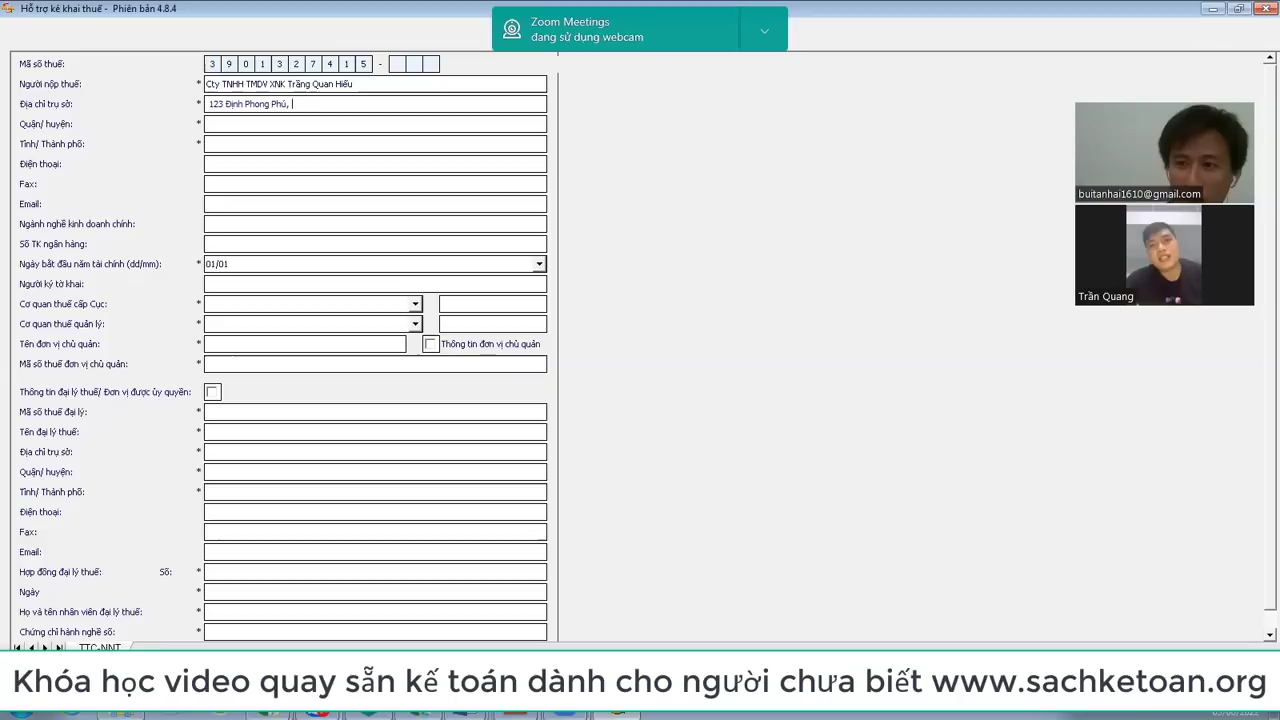 Hỗ trợ kê khai thuế - Phiên bản 4.8.4
Zoom Meetings
đang sử dụng webcam
Mã số thuế: 3 9 0 1 3 2 7 4 1 5 -
Người nộp thuế: * Cty TNHH TMDV XNK Trầng Quan Hiếu
Địa chỉ trụ sở: * 123 Định Phong Phú,
Quận/ huyện: *
Tỉnh/ Thành phố: *
Điện thoại:
Fax:
Email:
Ngành nghề kinh doanh chính:
Số TK ngân hàng:
Ngày bắt đầu năm tài chính (dd/mm): * 01/01
Người ký tờ khai:
Cơ quan thuế cấp Cục: *
Cơ quan thuế quản lý: *
Tên đơn vị chủ quản: * Thông tin đơn vị chủ quản
Mã số thuế đơn vị chủ quản: *
Thông tin đại lý thuế/ Đơn vị được ủy quyền:
Mã số thuế đại lý: *
Tên đại lý thuế: *
Địa chỉ trụ sở: *
Quận/ huyện: *
Tỉnh/ Thành phố: *
Điện thoại:
Fax:
Email:
Hợp đồng đại lý thuế: Số: *
Ngày *
Họ và tên nhân viên đại lý thuế: *
Chứng chỉ hành nghề số: *
TTC-NNT
buitanhai1610@gmail.com
Trần Quang
Khóa học video quay sẵn kế toán dành cho người chưa biết www.sachketoan.org